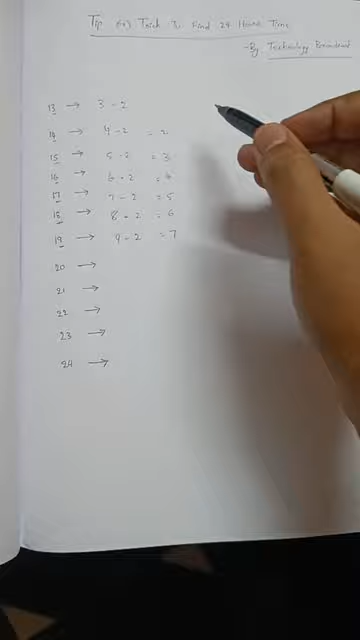 Tip (or) Trick To Find 24 Hours Time
- By Technology
13 → 3 - 2
14 → 4 - 2 = 2
15 → 5 - 2 = 3
16 → 6 - 2 = 4
17 → 7 - 2 = 5
18 → 8 - 2 = 6
19 → 9 - 2 = 7
20 →
21 →
22 →
23 →
24 →